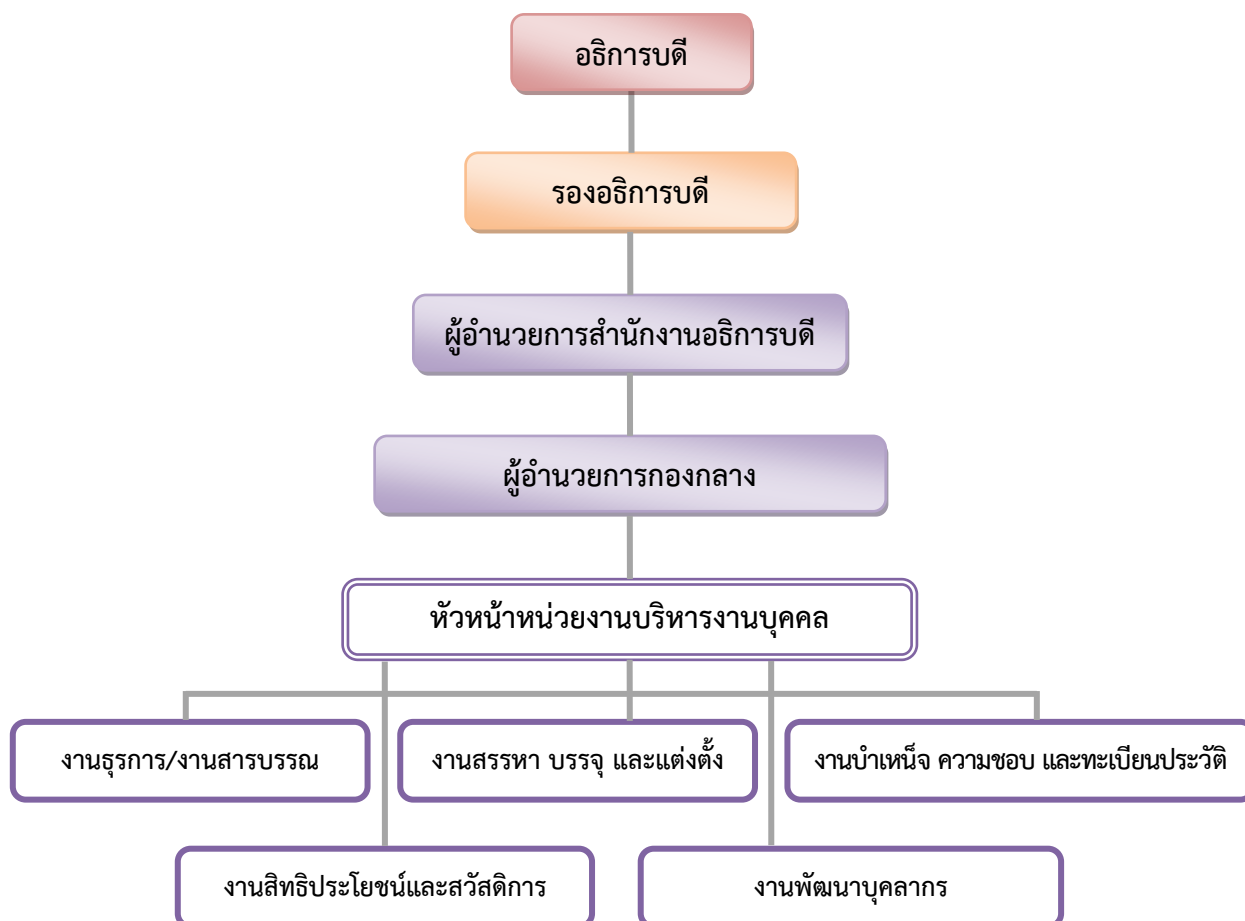 อธิการบดี
รองอธิการบดี
ผู้อำนวยการสำนักงานอธิการบดี
ผู้อำนวยการกองกลาง
หัวหน้าหน่วยงานบริหารงานบุคคล
งานธุรการ/งานสารบรรณ
งานสรรหา บรรจุ และแต่งตั้ง
งานบำเหน็จ ความชอบ และทะเบียนประวัติ
งานสิทธิประโยชน์และสวัสดิการ
งานพัฒนาบุคลากร